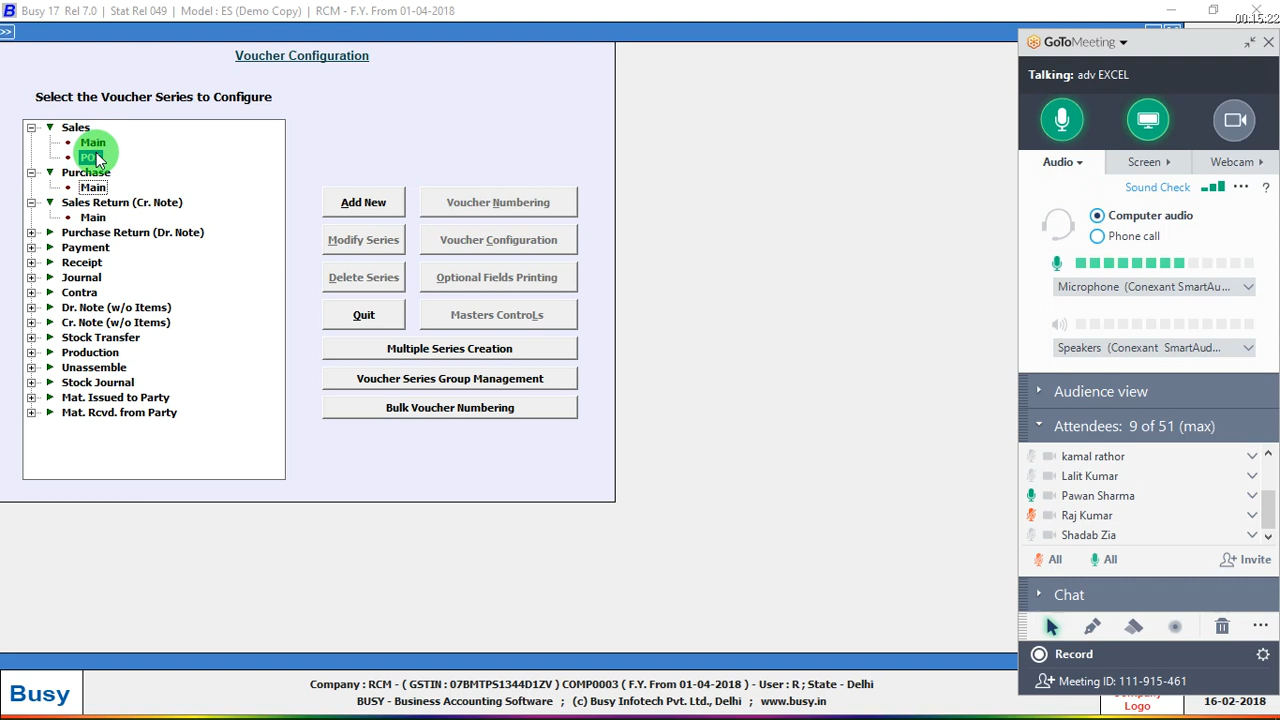 Busy 17 Rel 7.0 | Stat Rel 049 | Model : ES (Demo Copy) | RCM - F.Y. From 01-04-2018
00:15:22
>>
Voucher Configuration
Select the Voucher Series to Configure
Sales
Main
Purchase
Main
Sales Return (Cr. Note)
Main
Purchase Return (Dr. Note)
Payment
Receipt
Journal
Contra
Dr. Note (w/o Items)
Cr. Note (w/o Items)
Stock Transfer
Production
Unassemble
Stock Journal
Mat. Issued to Party
Mat. Rcvd. from Party
Add New
Voucher Numbering
Modify Series
Voucher Configuration
Delete Series
Optional Fields Printing
Quit
Masters ControLs
Multiple Series Creation
Voucher Series Group Management
Bulk Voucher Numbering
GoToMeeting
Talking: adv EXCEL
Audio
Screen
Webcam
Sound Check
?
Computer audio
Phone call
Microphone (Conexant SmartAu...
Speakers (Conexant SmartAud...
Audience view
Attendees: 9 of 51 (max)
kamal rathor
Lalit Kumar
Pawan Sharma
Raj Kumar
Shadab Zia
All
All
Invite
Chat
Record
Meeting ID: 111-915-461
Busy
Company : RCM - ( GSTIN : 07BMTPS1344D1ZV ) COMP0003 ( F.Y. From 01-04-2018 ) - User : R ; State - Delhi
BUSY - Business Accounting Software ; (c) Busy Infotech Pvt. Ltd., Delhi ; www.busy.in
Logo
16-02-2018